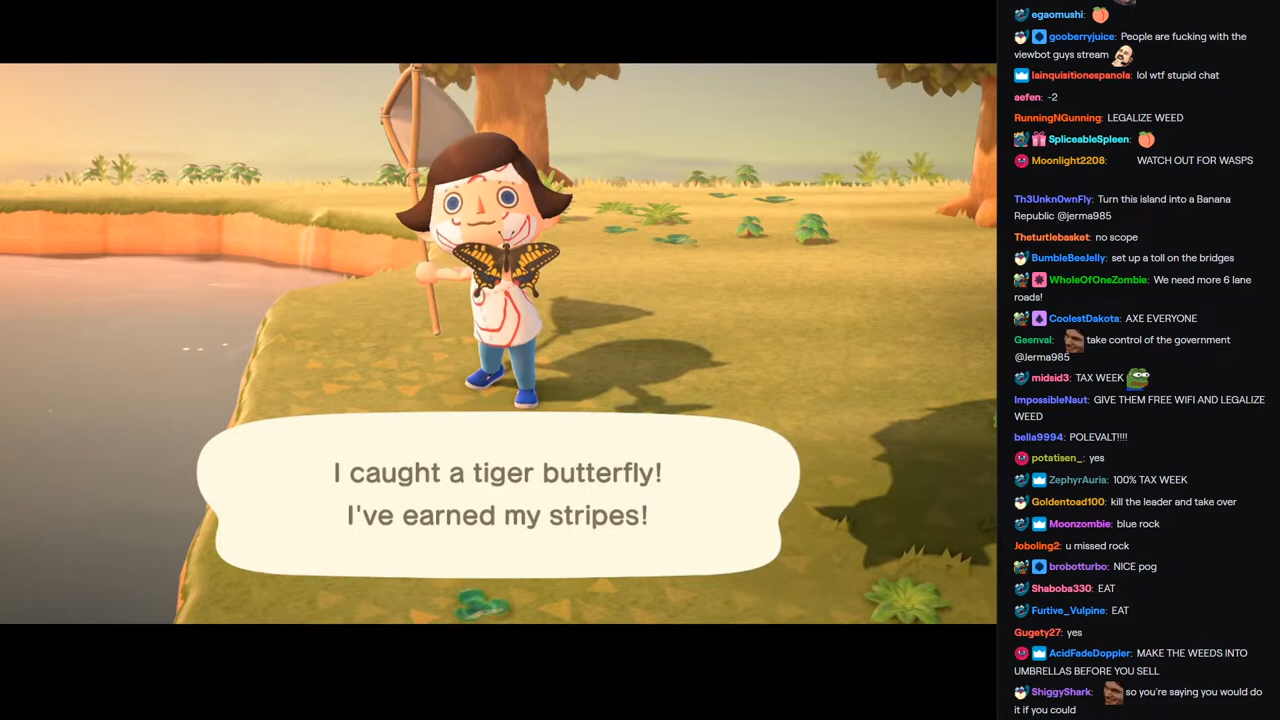 I caught a tiger butterfly!
I've earned my stripes!
egaomushi:
gooberryjuice: People are fucking with the
viewbot guys stream
lainquisitionespanola: lol wtf stupid chat
aefen: -2
RunningNGunning: LEGALIZE WEED
SpliceableSpleen:
Moonlight2208: WATCH OUT FOR WASPS
Th3Unkn0wnFly: Turn this island into a Banana
Republic @jerma985
Theturtlebasket: no scope
BumbleBeeJelly: set up a toll on the bridges
WholeOfOneZombie: We need more 6 lane
roads!
CoolestDakota: AXE EVERYONE
Geenval: take control of the government
@Jerma985
midsid3: TAX WEEK
ImpossibleNaut: GIVE THEM FREE WIFI AND LEGALIZE
WEED
bella9994: POLEVALT!!!!
potatisen_: yes
ZephyrAuria: 100% TAX WEEK
Goldentoad100: kill the leader and take over
Moonzombie: blue rock
Joboling2: u missed rock
brobotturbo: NICE pog
Shaboba330: EAT
Furtive_Vulpine: EAT
Gugety27: yes
AcidFadeDoppler: MAKE THE WEEDS INTO
UMBRELLAS BEFORE YOU SELL
ShiggyShark: so you're saying you would do
it if you could